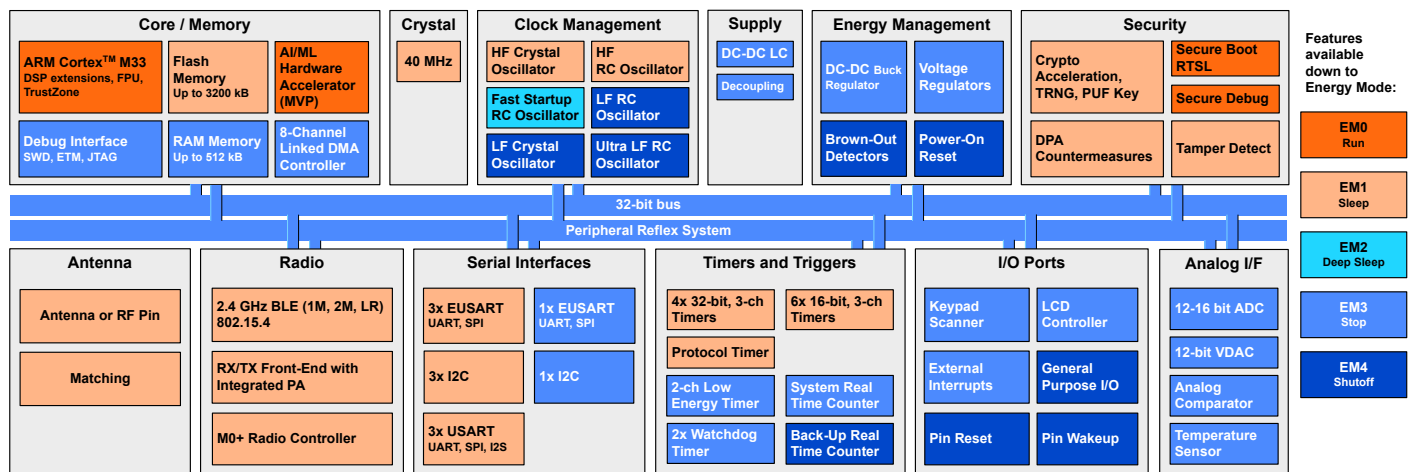 Core / Memory
ARM Cortex™ M33
DSP extensions, FPU,
TrustZone
Flash
Memory
Up to 3200 kB
AI/ML
Hardware
Accelerator
(MVP)
Debug Interface
SWD, ETM, JTAG
RAM Memory
Up to 512 kB
8-Channel
Linked DMA
Controller
Crystal
40 MHz
Clock Management
HF Crystal
Oscillator
HF
RC Oscillator
Fast Startup
RC Oscillator
LF RC
Oscillator
LF Crystal
Oscillator
Ultra LF RC
Oscillator
Supply
DC-DC LC
Decoupling
Energy Management
DC-DC Buck
Regulator
Voltage
Regulators
Brown-Out
Detectors
Power-On
Reset
Security
Crypto
Acceleration,
TRNG, PUF Key
Secure Boot
RTSL
Secure Debug
DPA
Countermeasures
Tamper Detect
32-bit bus
Peripheral Reflex System
Antenna
Antenna or RF Pin
Matching
Radio
2.4 GHz BLE (1M, 2M, LR)
802.15.4
RX/TX Front-End with
Integrated PA
M0+ Radio Controller
Serial Interfaces
3x EUSART
UART, SPI
1x EUSART
UART, SPI
3x I2C
1x I2C
3x USART
UART, SPI, I2S
Timers and Triggers
4x 32-bit, 3-ch
Timers
6x 16-bit, 3-ch
Timers
Protocol Timer
2-ch Low
Energy Timer
System Real
Time Counter
2x Watchdog
Timer
Back-Up Real
Time Counter
I/O Ports
Keypad
Scanner
LCD
Controller
External
Interrupts
General
Purpose I/O
Pin Reset
Pin Wakeup
Analog I/F
12-16 bit ADC
12-bit VDAC
Analog
Comparator
Temperature
Sensor
Features
available
down to
Energy Mode:
EM0
Run
EM1
Sleep
EM2
Deep Sleep
EM3
Stop
EM4
Shutoff